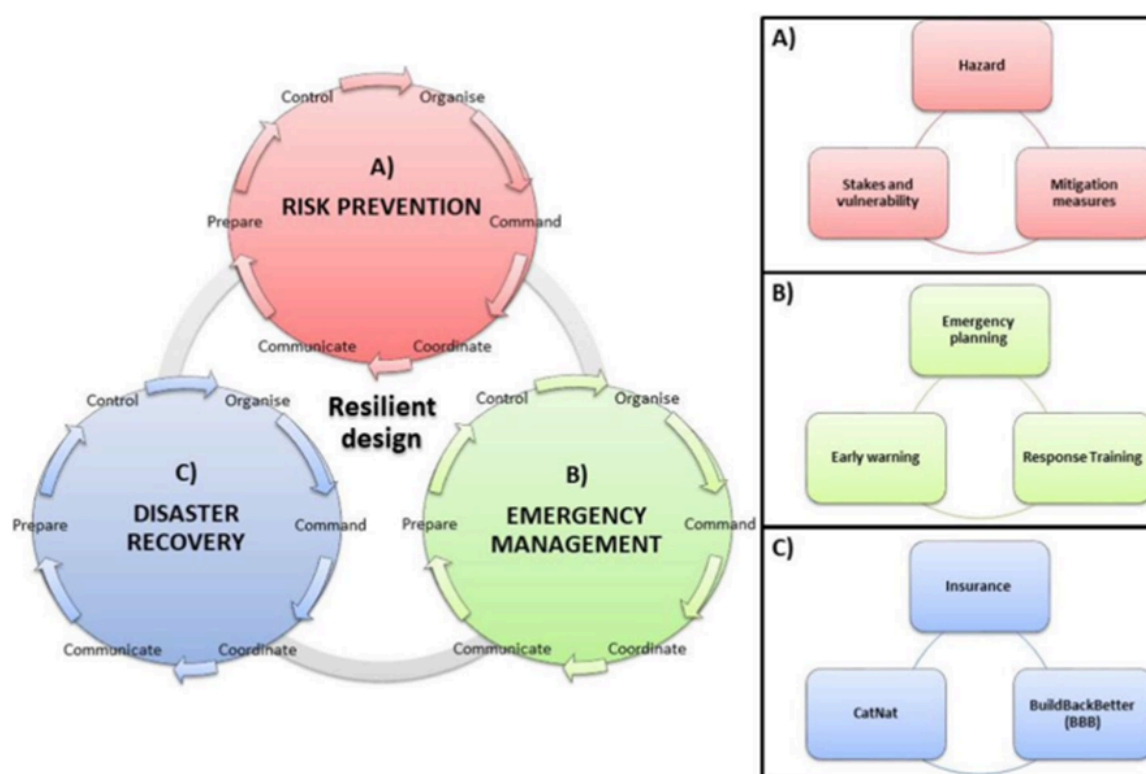 A)
RISK PREVENTION
Control
Organise
Command
Coordinate
Communicate
Prepare
Resilient
design
C)
DISASTER
RECOVERY
Control
Organise
Command
Coordinate
Communicate
Prepare
B)
EMERGENCY
MANAGEMENT
Control
Organise
Command
Coordinate
Communicate
Prepare
A)
Hazard
Stakes and
vulnerability
Mitigation
measures
B)
Emergency
planning
Early warning
Response Training
C)
Insurance
CatNat
BuildBackBetter
(BBB)